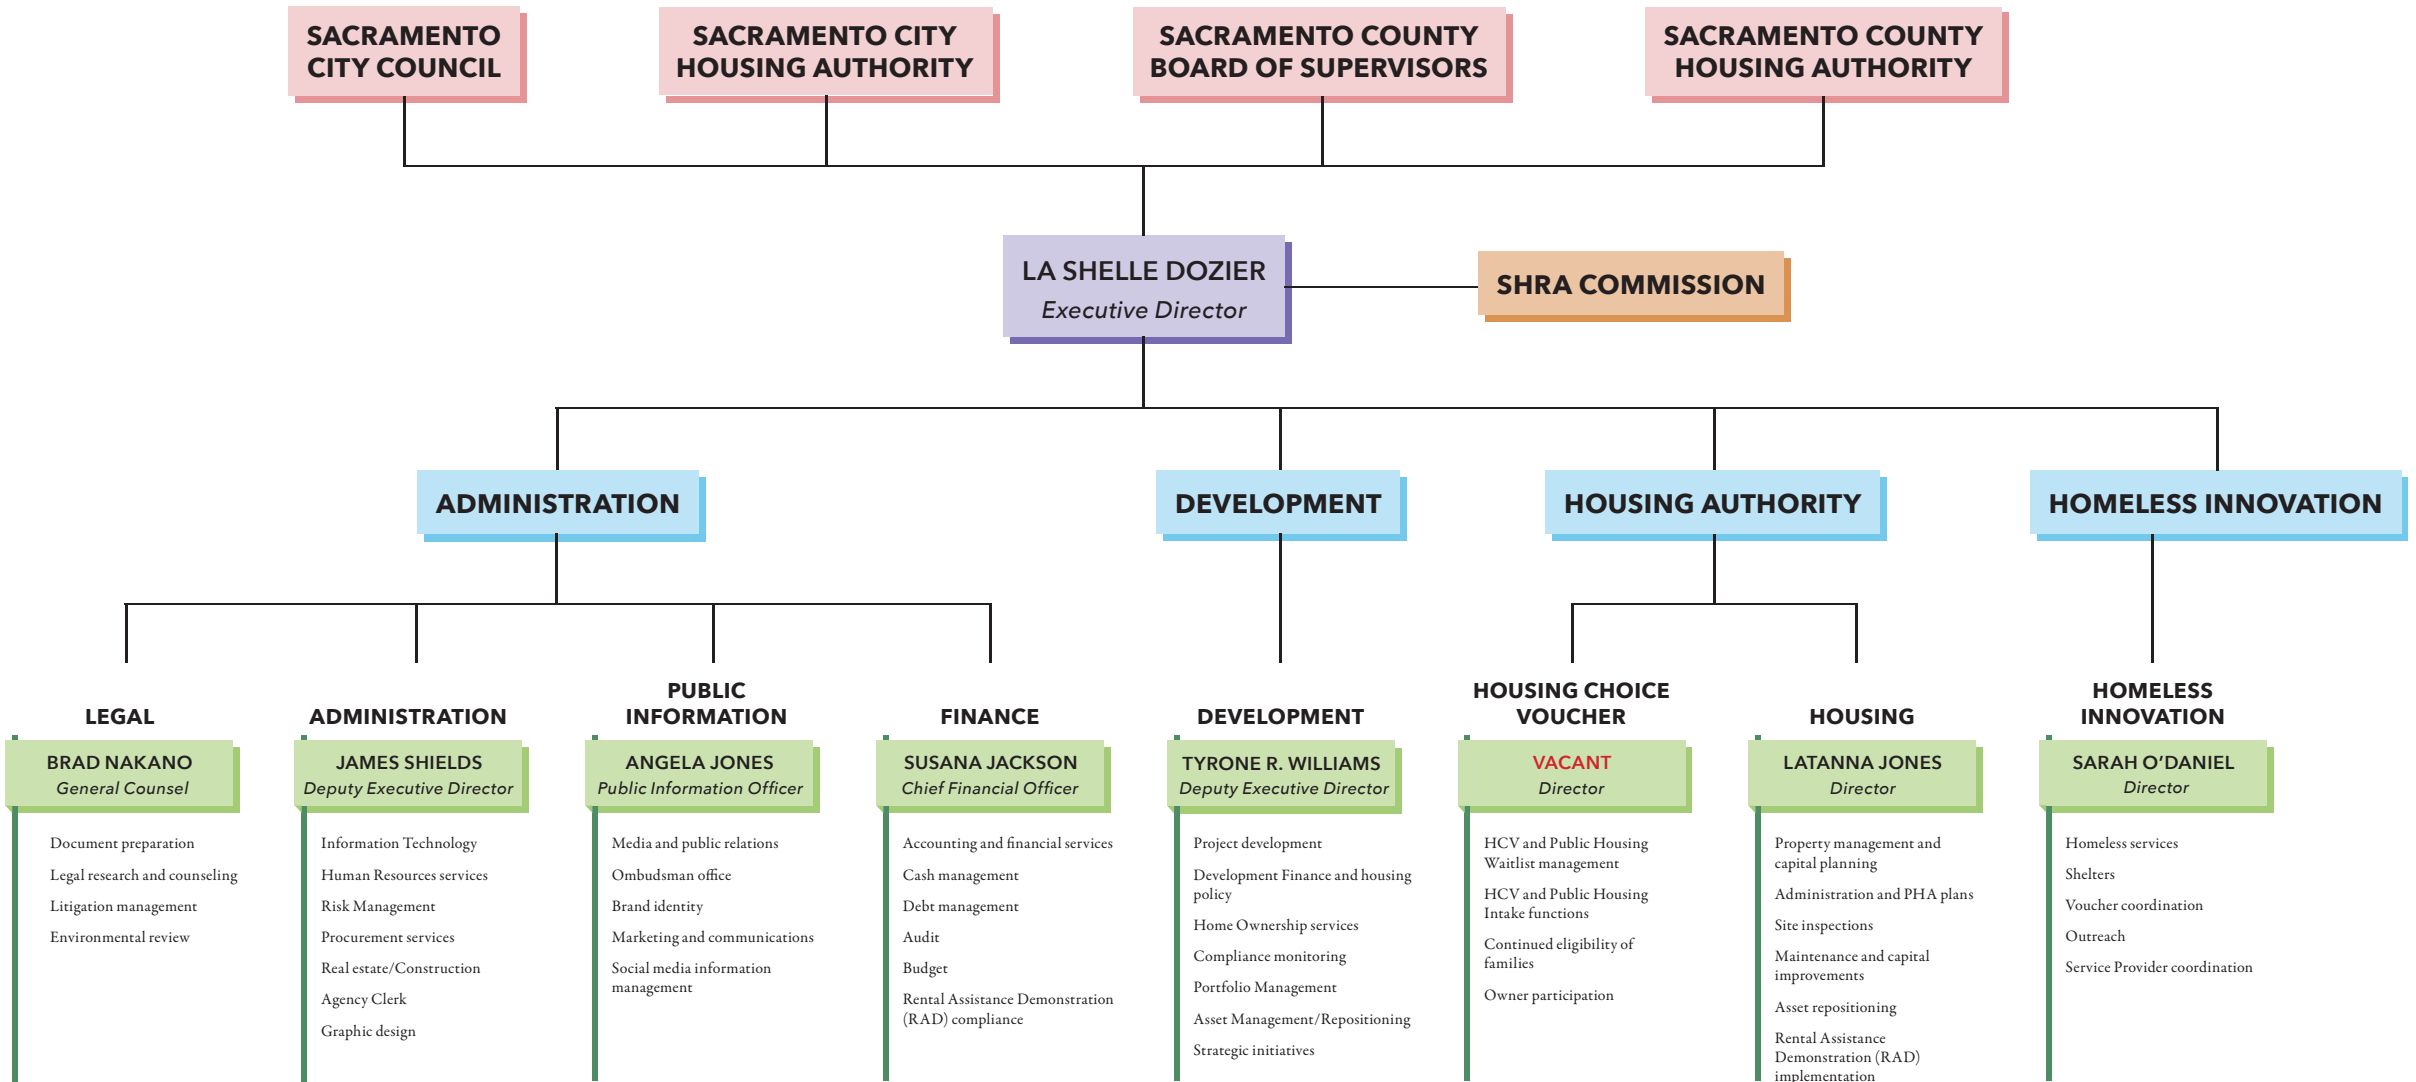 SACRAMENTO
CITY COUNCIL
SACRAMENTO CITY
HOUSING AUTHORITY
SACRAMENTO COUNTY
BOARD OF SUPERVISORS
SACRAMENTO COUNTY
HOUSING AUTHORITY
LA SHELLE DOZIER
Executive Director
SHRA COMMISSION
ADMINISTRATION
DEVELOPMENT
HOUSING AUTHORITY
HOMELESS INNOVATION
LEGAL
BRAD NAKANO
General Counsel
Document preparation
Legal research and counseling
Litigation management
Environmental review
ADMINISTRATION
JAMES SHIELDS
Deputy Executive Director
Information Technology
Human Resources services
Risk Management
Procurement services
Real estate/Construction
Agency Clerk
Graphic design
PUBLIC
INFORMATION
ANGELA JONES
Public Information Officer
Media and public relations
Ombudsman office
Brand identity
Marketing and communications
Social media information
management
FINANCE
SUSANA JACKSON
Chief Financial Officer
Accounting and financial services
Cash management
Debt management
Audit
Budget
Rental Assistance Demonstration
(RAD) compliance
DEVELOPMENT
TYRONE R. WILLIAMS
Deputy Executive Director
Project development
Development Finance and housing
policy
Home Ownership services
Compliance monitoring
Portfolio Management
Asset Management/Repositioning
Strategic initiatives
HOUSING CHOICE
VOUCHER
VACANT
Director
HCV and Public Housing
Waitlist management
HCV and Public Housing
Intake functions
Continued eligibility of
families
Owner participation
HOUSING
LATANNA JONES
Director
Property management and
capital planning
Administration and PHA plans
Site inspections
Maintenance and capital
improvements
Asset repositioning
Rental Assistance
Demonstration (RAD)
implementation
HOMELESS
INNOVATION
SARAH O’DANIEL
Director
Homeless services
Shelters
Voucher coordination
Outreach
Service Provider coordination